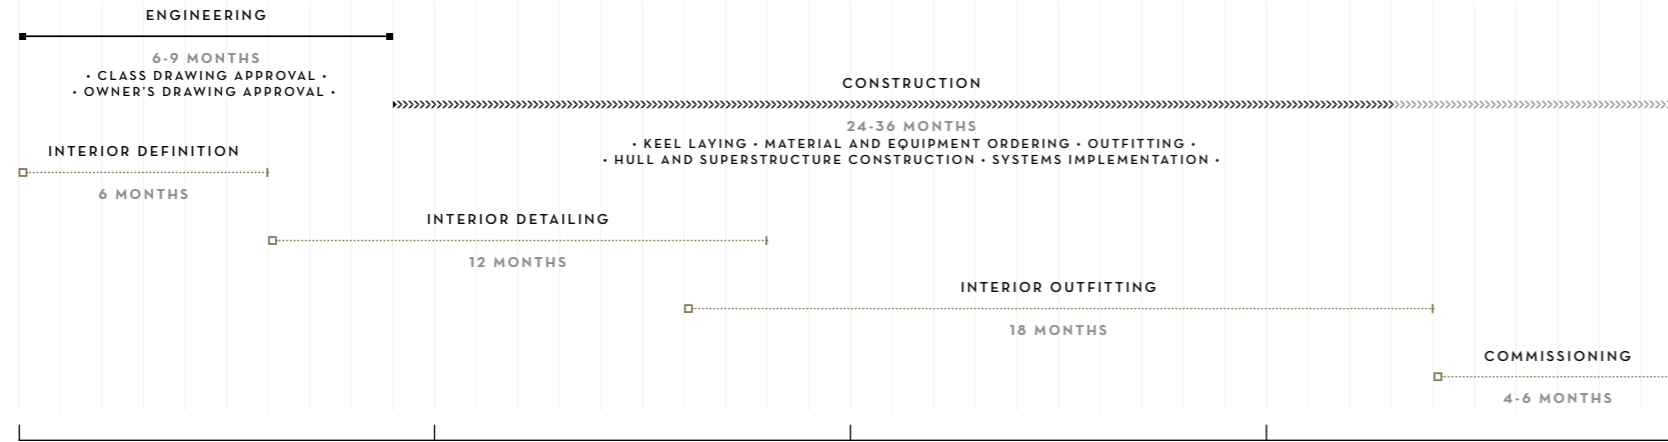 ENGINEERING
6-9 MONTHS
• CLASS DRAWING APPROVAL •
• OWNER'S DRAWING APPROVAL •
CONSTRUCTION
24-36 MONTHS
• KEEL LAYING • MATERIAL AND EQUIPMENT ORDERING • OUTFITTING •
• HULL AND SUPERSTRUCTURE CONSTRUCTION • SYSTEMS IMPLEMENTATION •
INTERIOR DEFINITION
6 MONTHS
INTERIOR DETAILING
12 MONTHS
INTERIOR OUTFITTING
18 MONTHS
COMMISSIONING
4-6 MONTHS